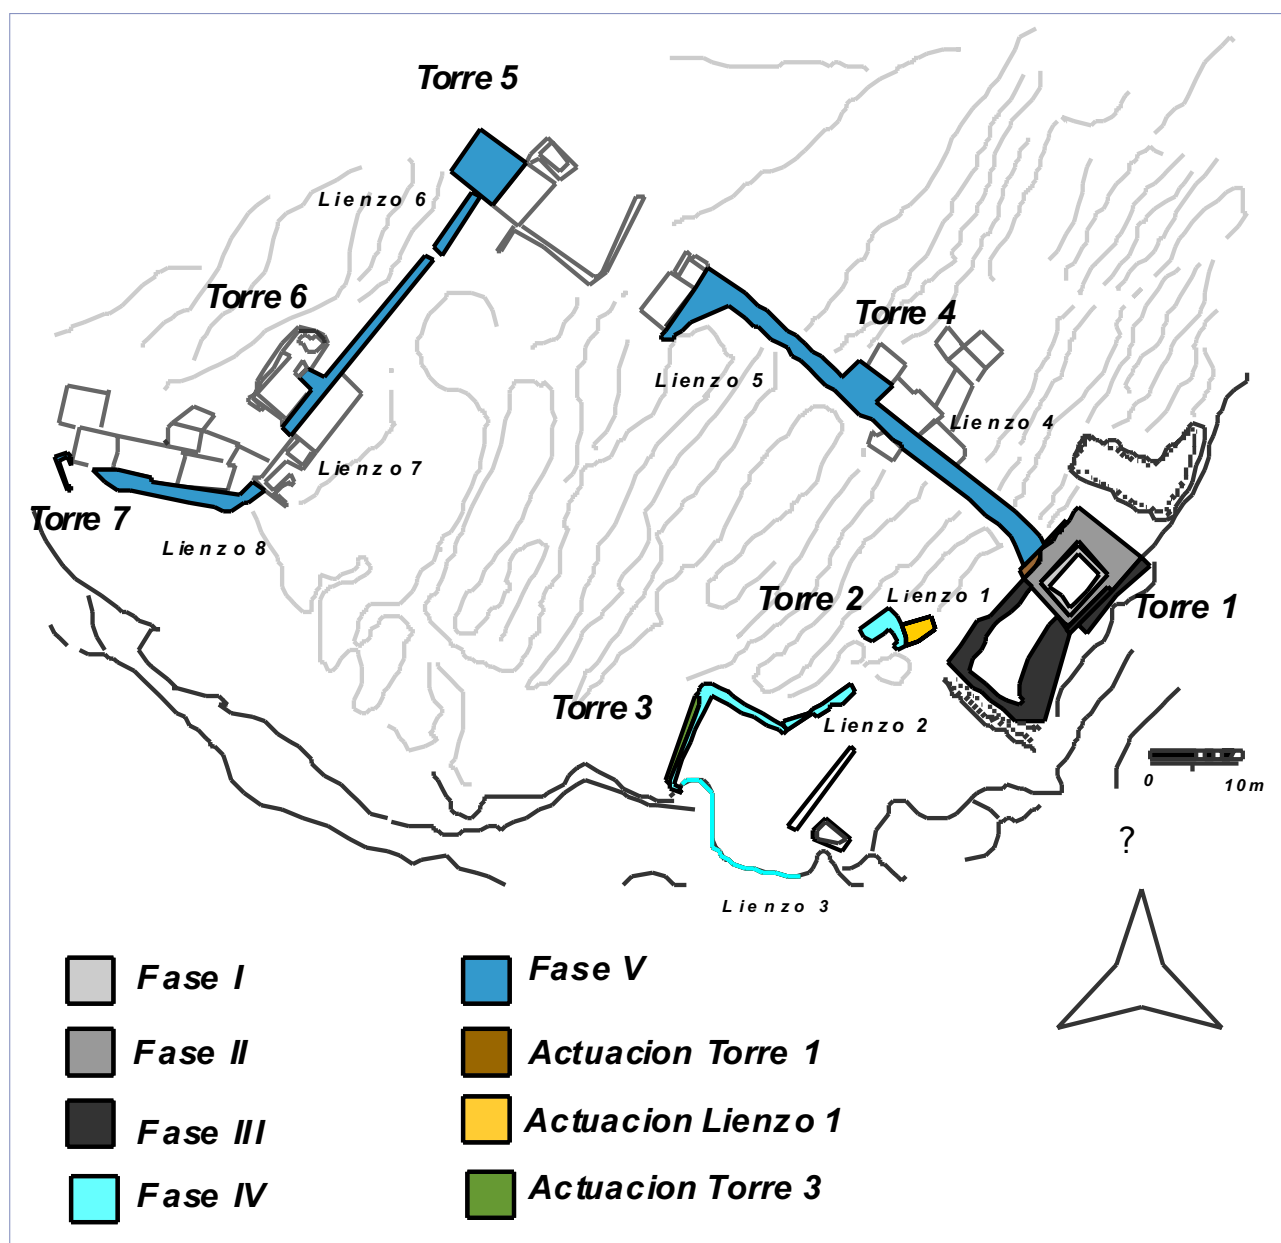 Torre 5
Lienzo 6
Torre 6
Torre 4
Lienzo 5
Lienzo 4
Lienzo 7
Torre 7
Lienzo 8
Torre 2
Lienzo 1
Torre 1
Torre 3
Lienzo 2
0 10m
?
Lienzo 3
Fase I
Fase II
Fase III
Fase IV
Fase V
Actuacion Torre 1
Actuacion Lienzo 1
Actuacion Torre 3